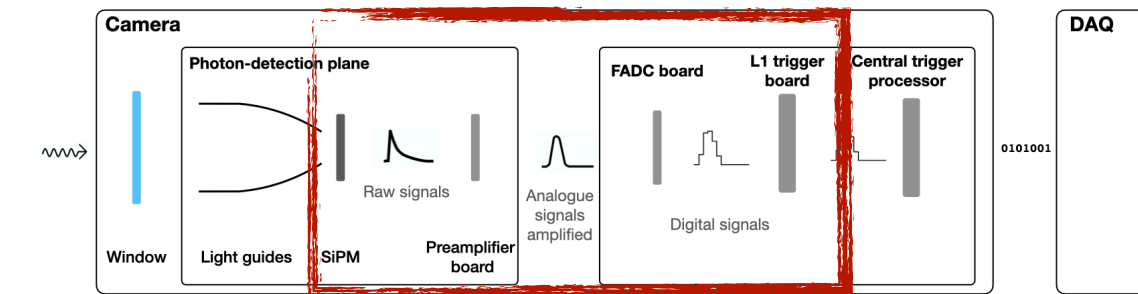 Camera
DAQ
Photon-detection plane
FADC board
L1 trigger
board
Central trigger
processor
0101001
Raw signals
Analogue
signals
amplified
Digital signals
Window
Light guides
SiPM
Preamplifier
board